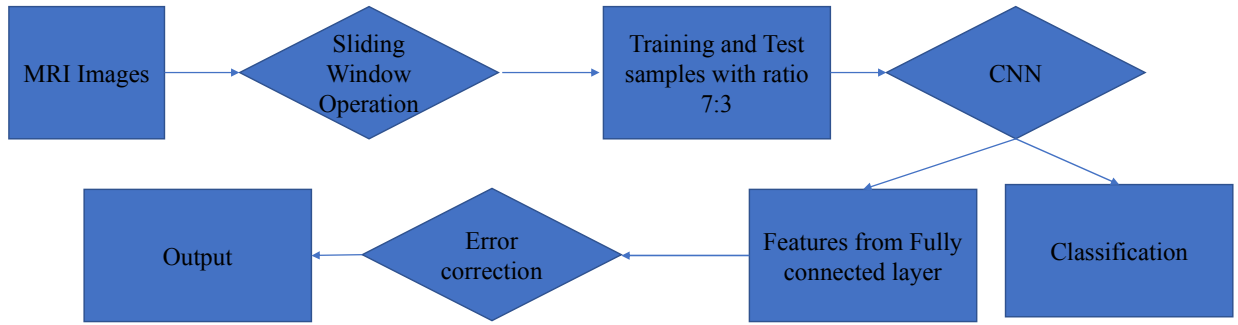 MRI Images
Sliding
Window
Operation
Training and Test
samples with ratio
7:3
CNN
Features from Fully
connected layer
Classification
Error
correction
Output